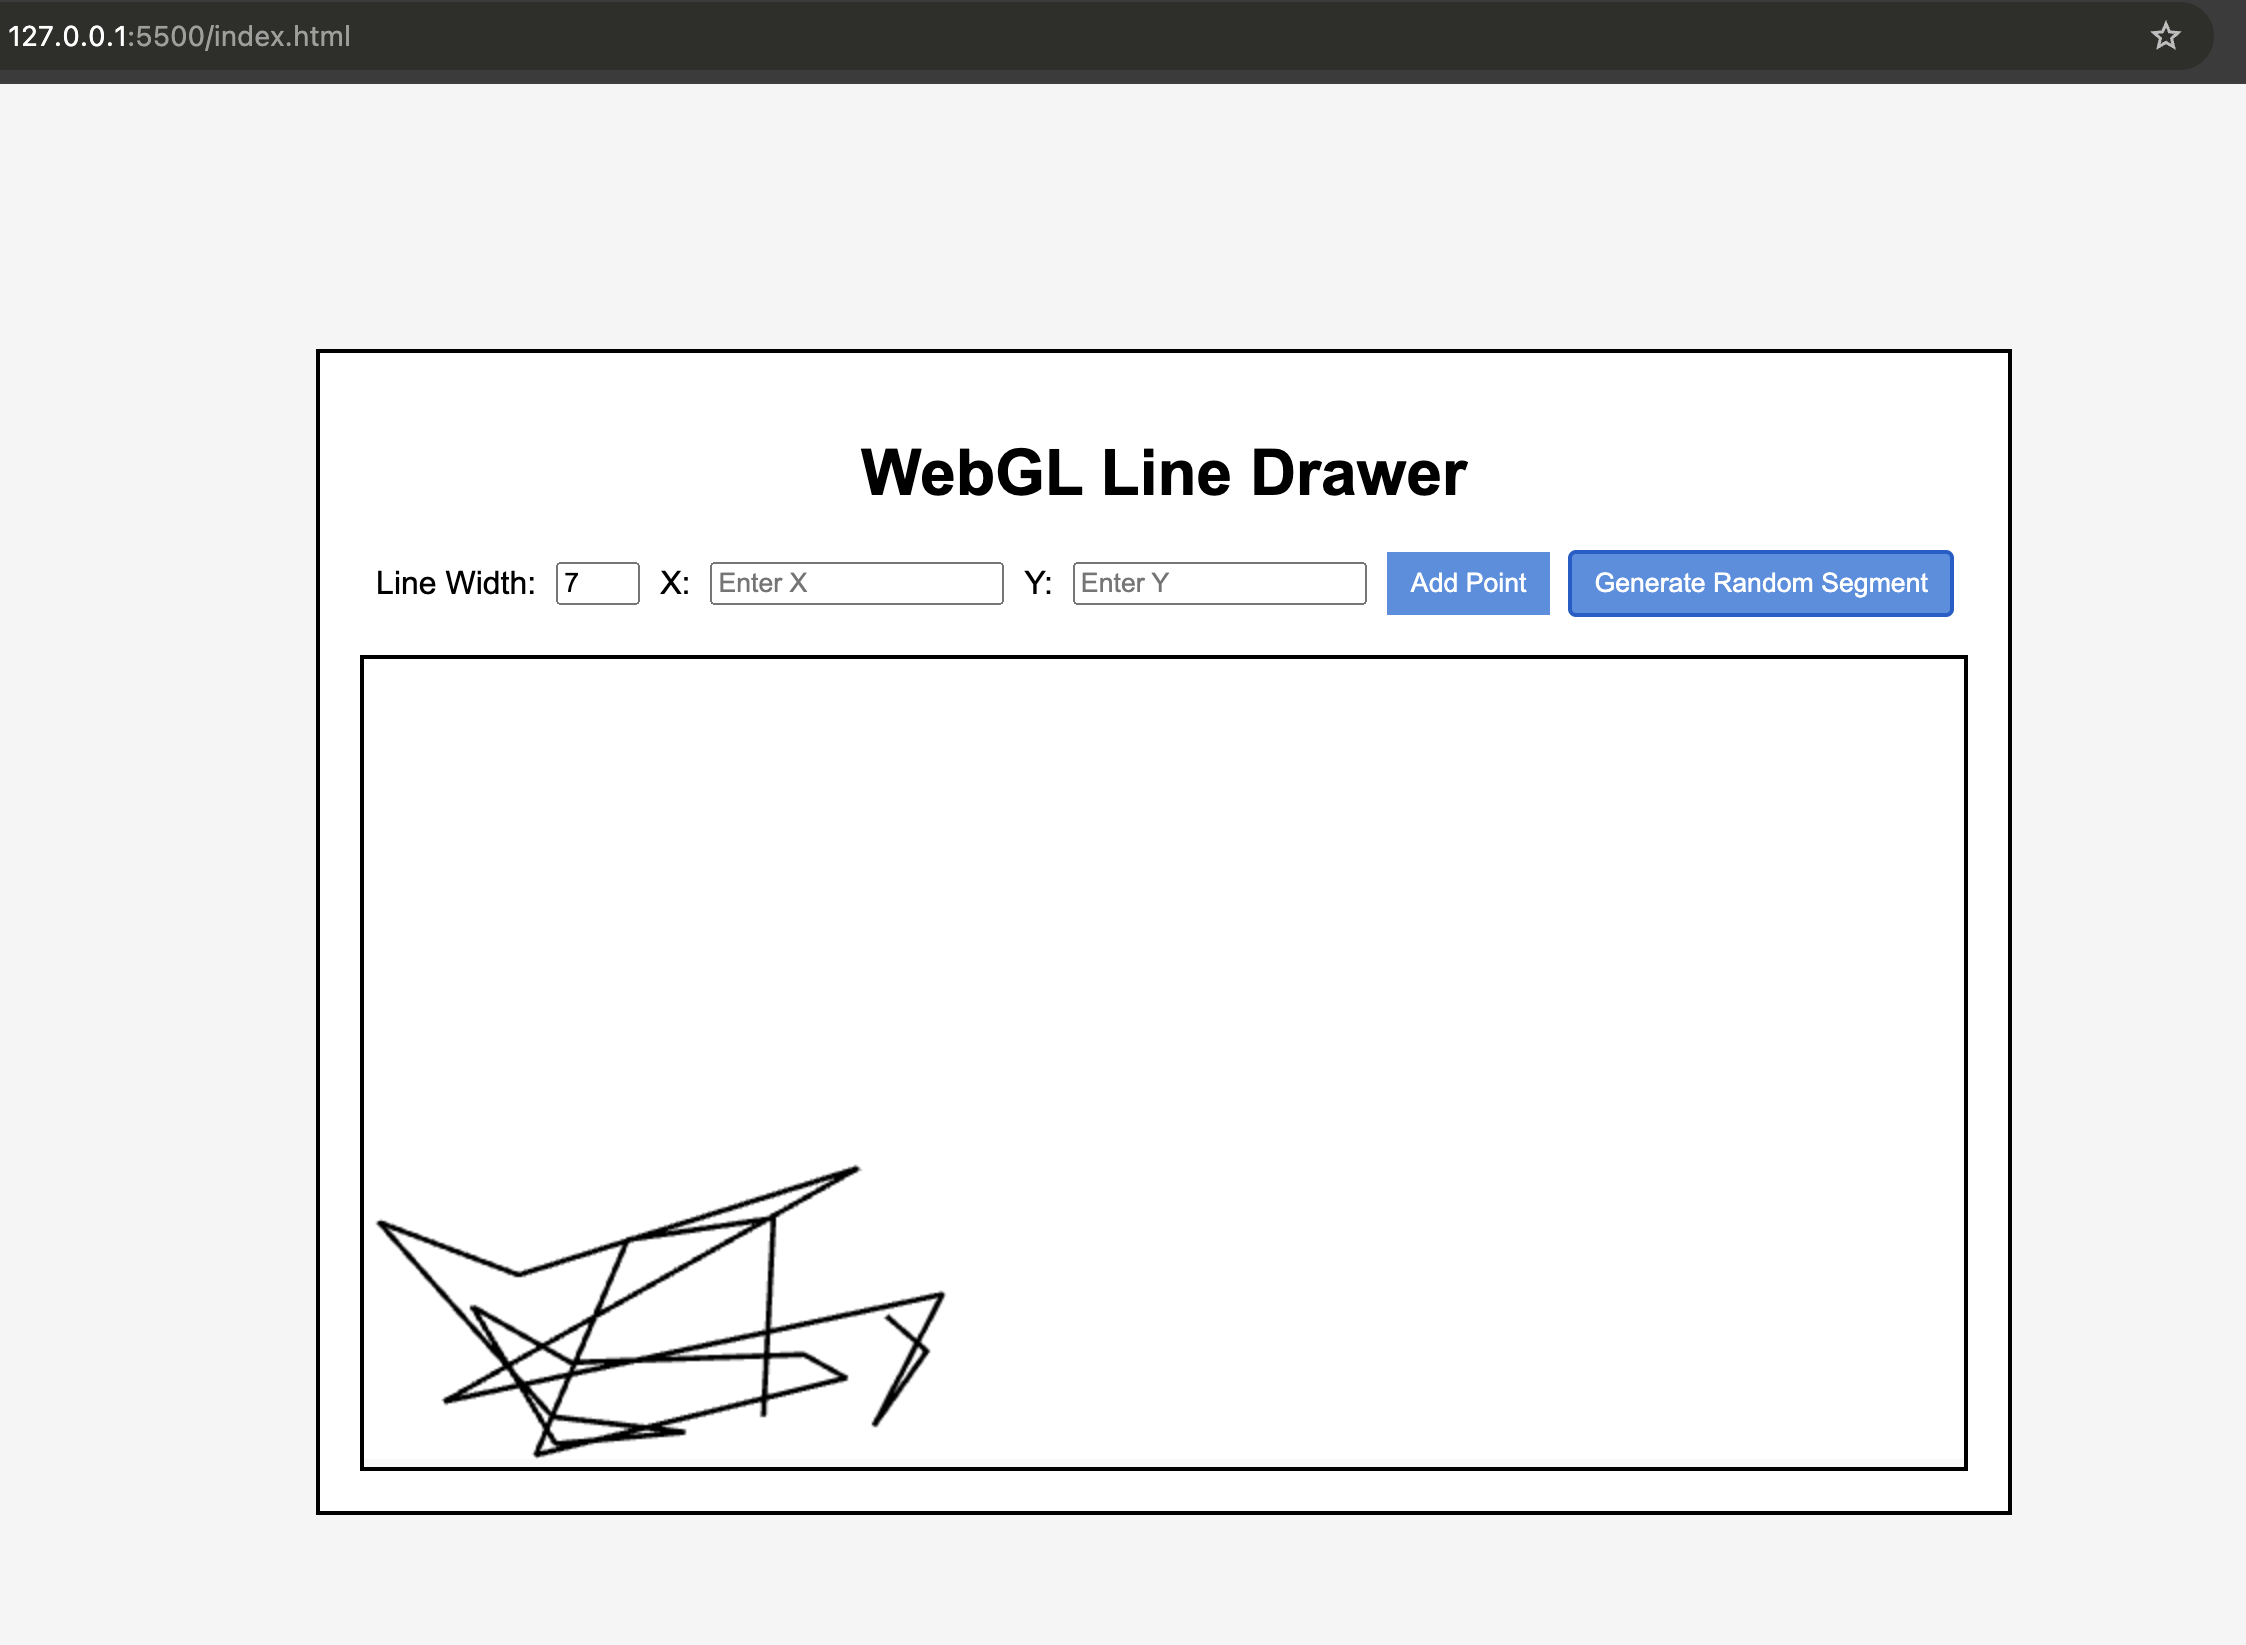 127.0.0.1:5500/index.html
WebGL Line Drawer
Line Width: 7 X: Enter X Y: Enter Y Add Point Generate Random Segment